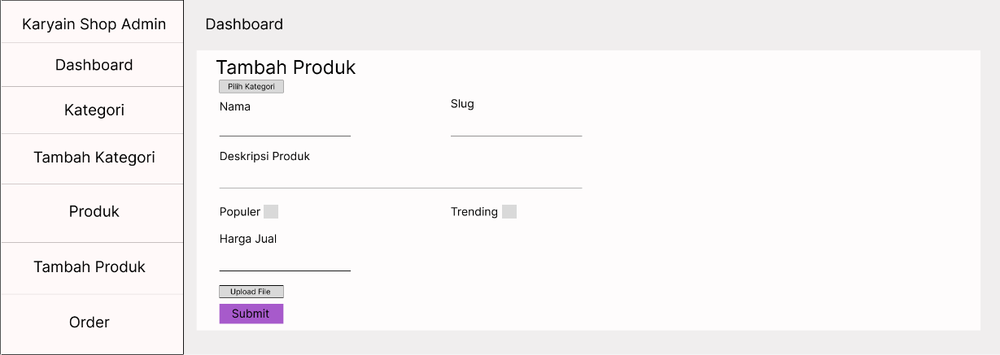 Karyain Shop Admin
Dashboard
Kategori
Tambah Kategori
Produk
Tambah Produk
Order
Dashboard
Tambah Produk
Pilih Kategori
Nama
Slug
Deskripsi Produk
Populer
Trending
Harga Jual
Upload File
Submit